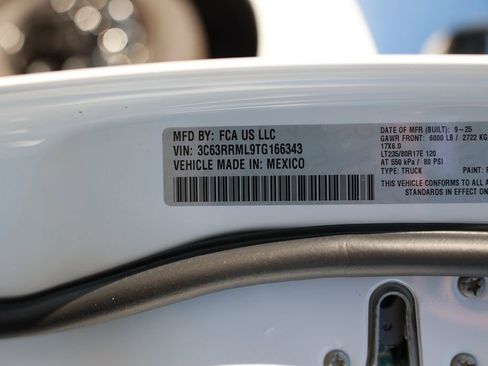 MFD BY: FCA US LLC
VIN: 3C63RRML9TG166343
VEHICLE MADE IN: MEXICO
DATE OF MFR (BUILT): 9-25
GAWR FRONT: 6000 LB / 2722 KG
17X6.0
LT235/80R17E 120
AT 550 kPa / 80 PSI
TYPE: TRUCK PAINT:
THIS VEHICLE CONFORMS TO ALL
STANDARDS IN EFFECT ON